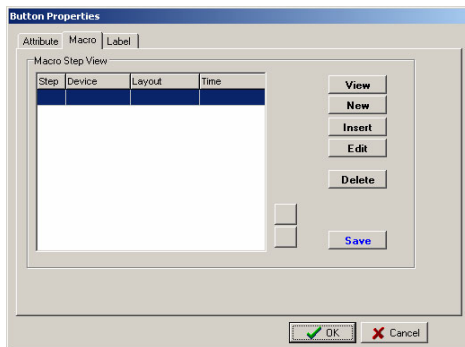 Button Properties
Attribute Macro Label
Macro Step View
Step Device Layout Time
View
New
Insert
Edit
Delete
Save
OK Cancel